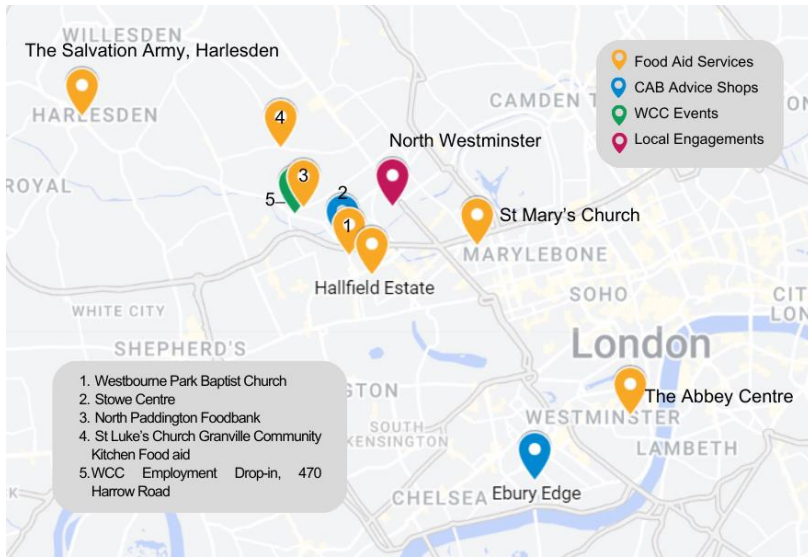 WILLESDEN
The Salvation Army, Harlesden
HARLESDEN
ROYAL
4
3
5
2
1
North Westminster
CAMDEN T
Food Aid Services
CAB Advice Shops
WCC Events
Local Engagements
St Mary's Church
MARYLEBONE
Hallfield Estate
SOHO
CIT
LON
WHITE CITY
SHEPHERD'S
London
The Abbey Centre
WESTMINSTER
LAMBETH
GTON
SOUTH
KENSINGTON
CHELSEA
Ebury Edge
1. Westbourne Park Baptist Church
2. Stowe Centre
3. North Paddington Foodbank
4. St Luke's Church Granville Community
Kitchen Food aid
5. WCC Employment Drop-in, 470
Harrow Road